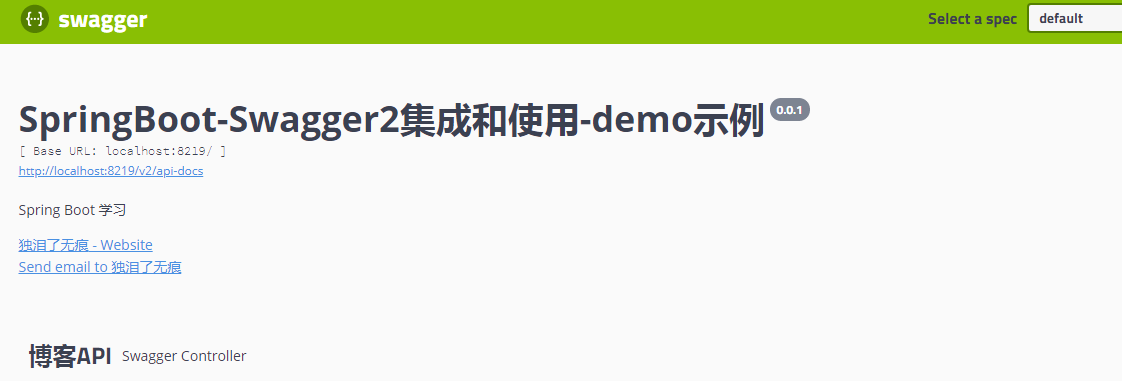 {···} swagger Select a spec default
SpringBoot-Swagger2集成和使用-demo示例 0.0.1
[ Base URL: localhost:8219/ ]
http://localhost:8219/v2/api-docs
Spring Boot 学习
独泪了无痕 - Website
Send email to 独泪了无痕
博客API Swagger Controller